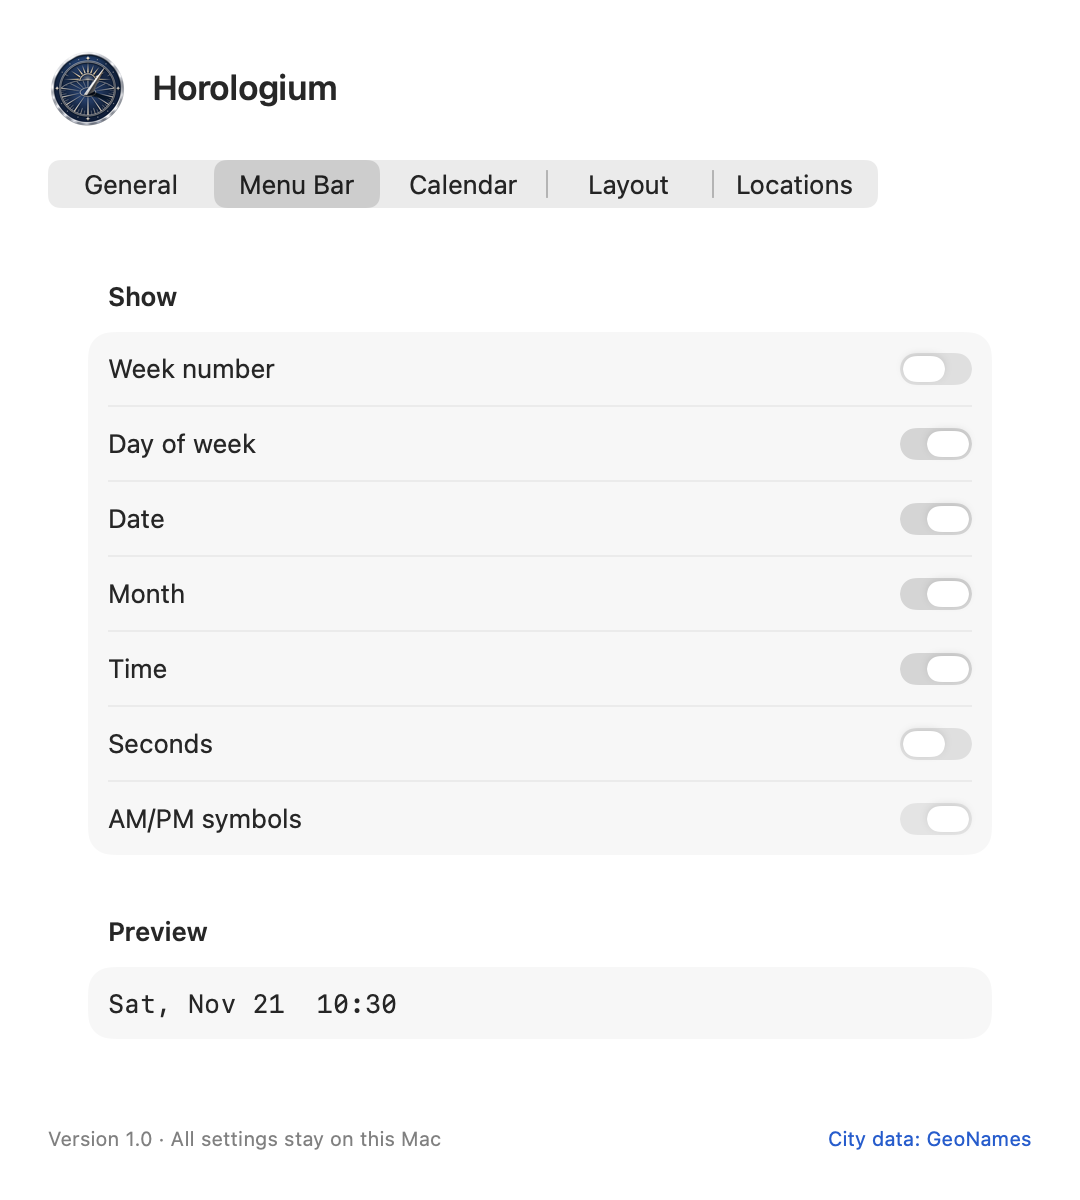 Horologium
General Menu Bar Calendar Layout Locations
Show
Week number
Day of week
Date
Month
Time
Seconds
AM/PM symbols
Preview
Sat, Nov 21  10:30
Version 1.0 · All settings stay on this Mac City data: GeoNames